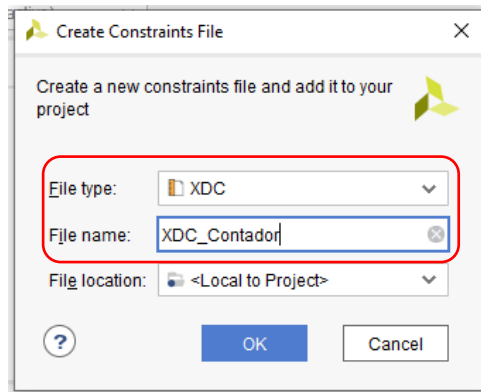 Create Constraints File
Create a new constraints file and add it to your
project
File type: XDC
File name: XDC_Contador
File location: <Local to Project>
? OK Cancel